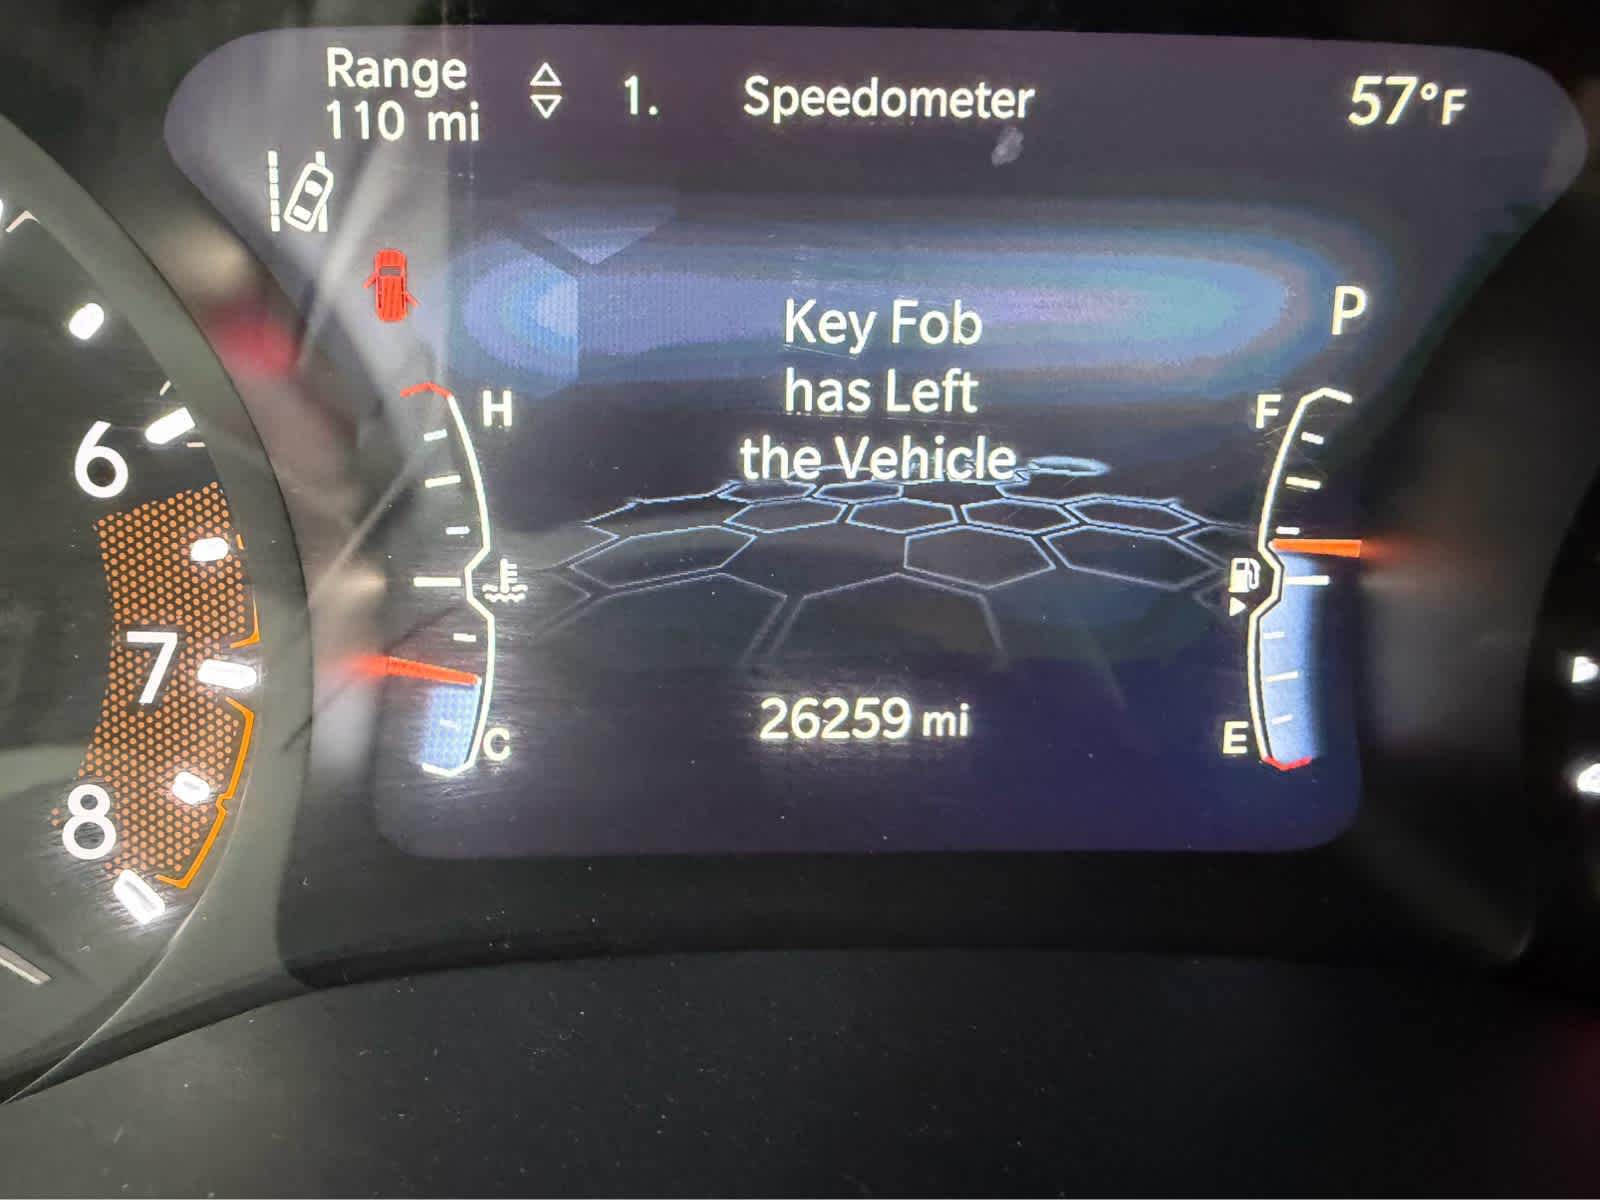 Range
110 mi
1. Speedometer
57°F
Key Fob
has Left
the Vehicle
P
H
F
C
E
26259 mi
6
7
8